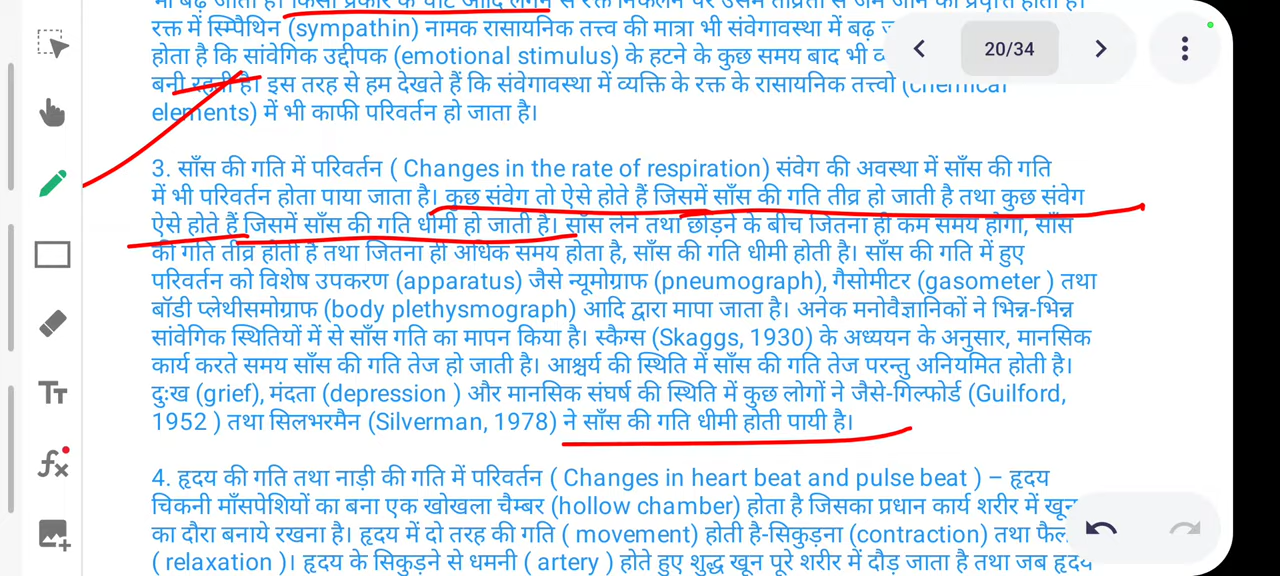 भी बढ़ जाता है। किसी प्रकार के चोट आदि लगने से रक्त निकलने पर उसमें तीव्रता से जम जाने की प्रवृत्ति होती है।
रक्त में स्मिपैथिन (sympathin) नामक रासायनिक तत्त्व की मात्रा भी संवेगावस्था में बढ़
होता है कि सांवेगिक उद्दीपक (emotional stimulus) के हटने के कुछ समय बाद भी
बनी रहती है। इस तरह से हम देखते हैं कि संवेगावस्था में व्यक्ति के रक्त के रासायनिक तत्त्वो (chemical
elements) में भी काफी परिवर्तन हो जाता है।
20/34
3. साँस की गति में परिवर्तन ( Changes in the rate of respiration) संवेग की अवस्था में साँस की गति
में भी परिवर्तन होता पाया जाता है। कुछ संवेग तो ऐसे होते हैं जिसमें साँस की गति तीव्र हो जाती है तथा कुछ संवेग
ऐसे होते हैं जिसमें साँस की गति धीमी हो जाती है। साँस लेने तथा छोड़ने के बीच जितना ही कम समय होगा, साँस
की गति तीव्र होती है तथा जितना ही अधिक समय होता है, साँस की गति धीमी होती है। साँस की गति में हुए
परिवर्तन को विशेष उपकरण (apparatus) जैसे न्यूमोग्राफ (pneumograph), गैसोमीटर (gasometer ) तथा
बॉडी प्लेथीसमोग्राफ (body plethysmograph) आदि द्वारा मापा जाता है। अनेक मनोवैज्ञानिकों ने भिन्न-भिन्न
सांवेगिक स्थितियों में से साँस गति का मापन किया है। स्कैग्स (Skaggs, 1930) के अध्ययन के अनुसार, मानसिक
कार्य करते समय साँस की गति तेज हो जाती है। आश्चर्य की स्थिति में साँस की गति तेज परन्तु अनियमित होती है।
दुःख (grief), मंदता (depression ) और मानसिक संघर्ष की स्थिति में कुछ लोगों ने जैसे-गिल्फोर्ड (Guilford,
1952 ) तथा सिलभरमैन (Silverman, 1978) ने साँस की गति धीमी होती पायी है।
4. हृदय की गति तथा नाड़ी की गति में परिवर्तन ( Changes in heart beat and pulse beat ) – हृदय
चिकनी माँसपेशियों का बना एक खोखला चैम्बर (hollow chamber) होता है जिसका प्रधान कार्य शरीर में खून
का दौरा बनाये रखना है। हृदय में दो तरह की गति ( movement) होती है-सिकुड़ना (contraction) तथा
( relaxation )। हृदय के सिकुड़ने से धमनी ( artery ) होते हुए शुद्ध खून पूरे शरीर में दौड़ जाता है तथा जब हृदय
Tт
fx